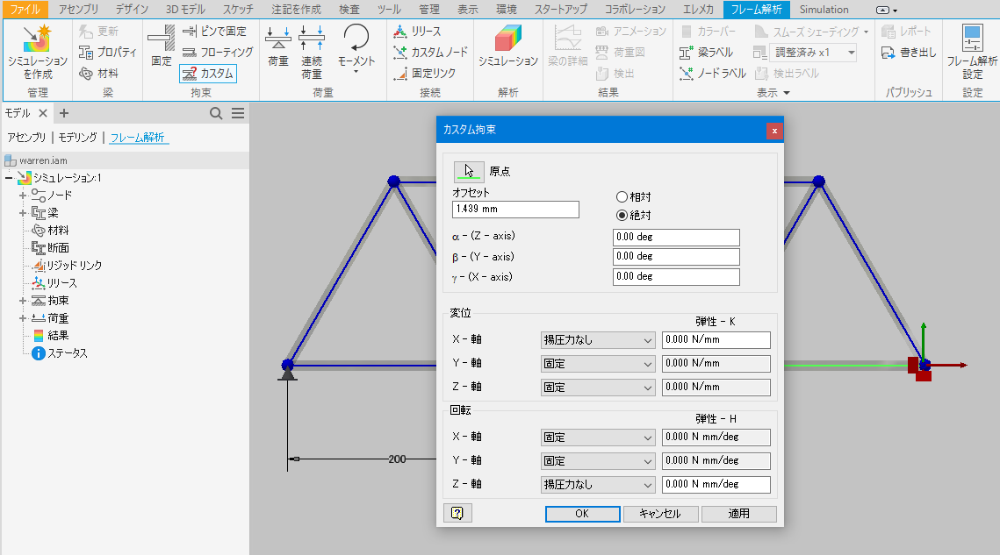 ファイル アセンブリ デザイン 3D モデル スケッチ 注記を作成 検査 ツール 管理 表示 環境 スタートアップ コラボレーション エレメカ フレーム解析 Simulation
シミュレーションを作成
管理
更新
プロパティ
材料
梁
固定
ピンで固定
フローティング
カスタム
拘束
荷重
連続荷重
モーメント
荷重
リリース
カスタム ノード
固定リンク
接続
シミュレーション
解析
梁の詳細
アニメーション
荷重図
検出
結果
カラーバー
梁ラベル
ノードラベル
スムーズ シェーディング
調整済み x1
検出ラベル
表示
レポート
書き出し
パブリッシュ
フレーム解析設定
設定
モデル
アセンブリ モデリング フレーム解析
warren.iam
シミュレーション:1
ノード
梁
材料
断面
リジッド リンク
リリース
拘束
荷重
結果
ステータス
200
カスタム拘束 x
原点
オフセット
1.439 mm
相対
絶対
α - (Z - axis) 0.00 deg
β - (Y - axis) 0.00 deg
γ - (X - axis) 0.00 deg
変位
弾性 - K
X - 軸 揚圧力なし 0.000 N/mm
Y - 軸 固定 0.000 N/mm
Z - 軸 固定 0.000 N/mm
回転
弾性 - H
X - 軸 固定 0.000 N mm/deg
Y - 軸 固定 0.000 N mm/deg
Z - 軸 揚圧力なし 0.000 N mm/deg
? OK キャンセル 適用